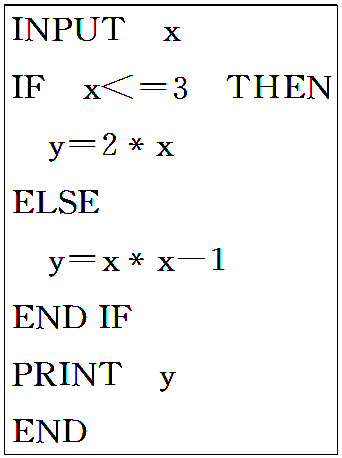 INPUT x
IF x<=3 THEN
y=2*x
ELSE
y=x*x-1
END IF
PRINT y
END